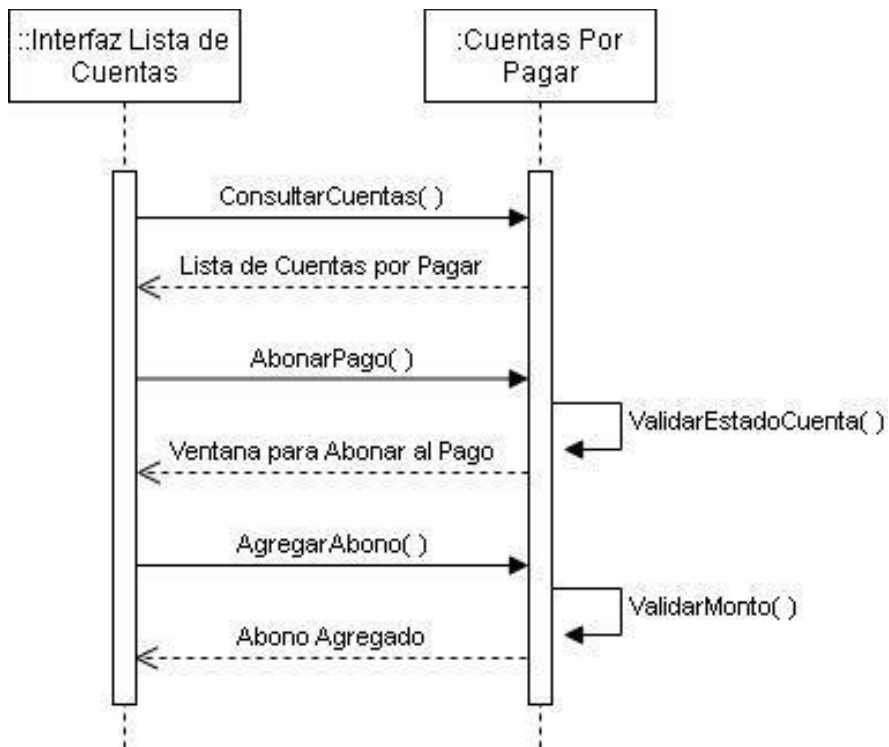 ::Interfaz Lista de
Cuentas
:Cuentas Por
Pagar
ConsultarCuentas( )
Lista de Cuentas por Pagar
AbonarPago( )
ValidarEstadoCuenta( )
Ventana para Abonar al Pago
AgregarAbono( )
ValidarMonto( )
Abono Agregado